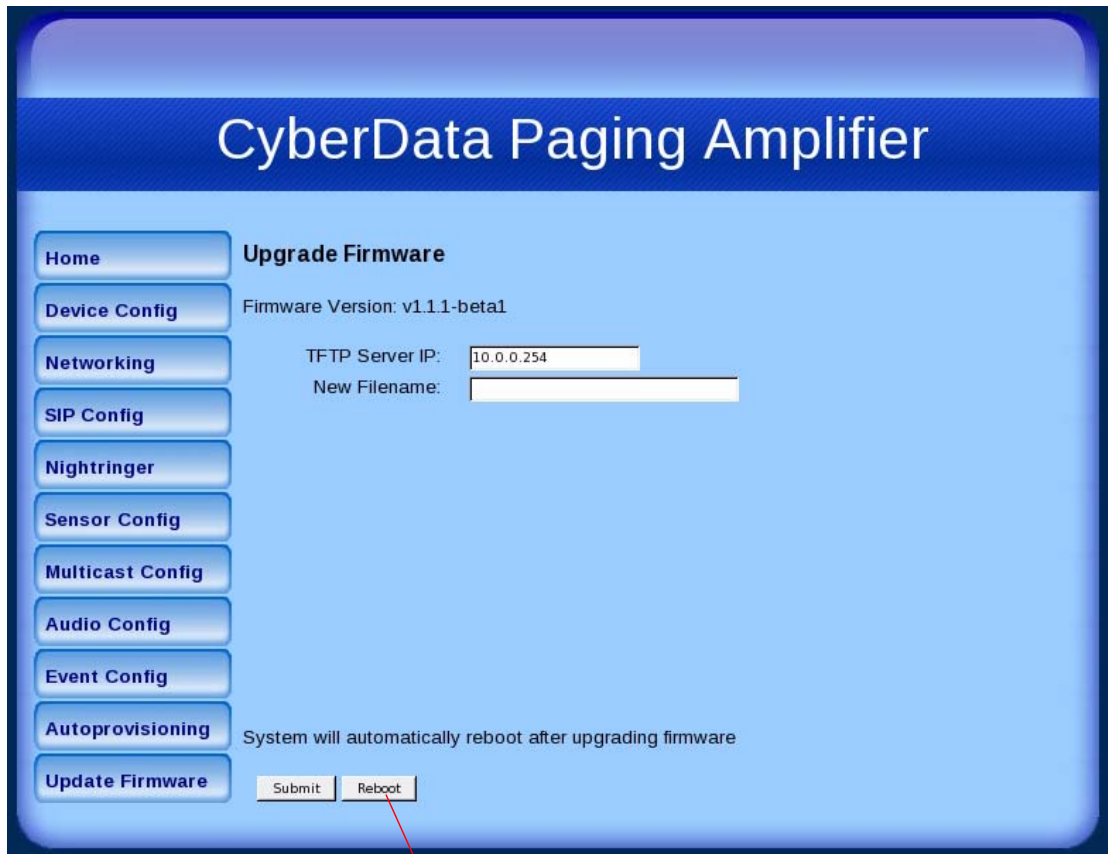 CyberData Paging Amplifier
Home
Device Config
Networking
SIP Config
Nightringer
Sensor Config
Multicast Config
Audio Config
Event Config
Autoprovisioning
Update Firmware
Upgrade Firmware
Firmware Version: v1.1.1-beta1
TFTP Server IP: 10.0.0.254
New Filename:
System will automatically reboot after upgrading firmware
Submit Reboot